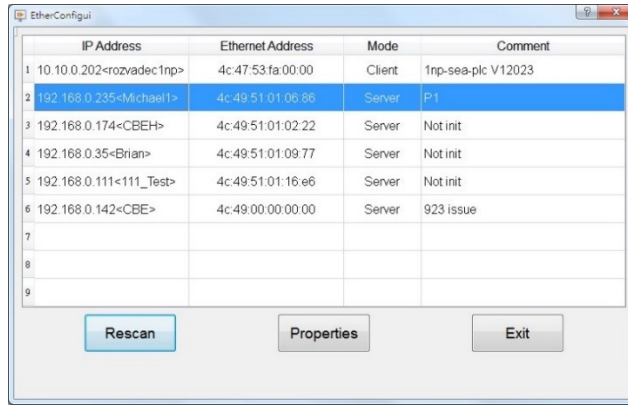 EtherConfigui
IP Address Ethernet Address Mode Comment
1 10.10.0.202<rozvadec1np> 4c:47:53:fa:00:00 Client 1np-sea-plc V12023
2 192.168.0.235<Michael1> 4c:49:51:01:06:86 Server P1
3 192.168.0.174<CBEH> 4c:49:51:01:02:22 Server Not init
4 192.168.0.35<Brian> 4c:49:51:01:09:77 Server Not init
5 192.168.0.111<111_Test> 4c:49:51:01:16:e6 Server Not init
6 192.168.0.142<CBE> 4c:49:00:00:00:00 Server 923 issue
7
8
9
Rescan Properties Exit